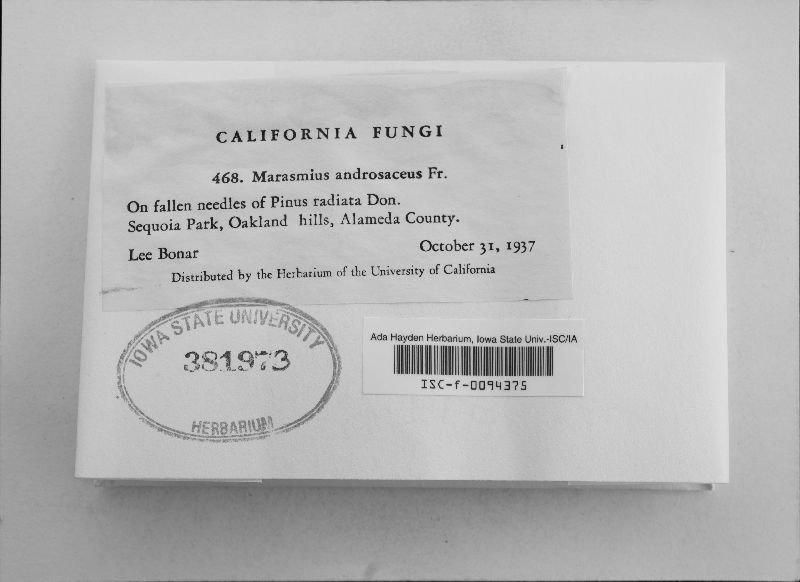 CALIFORNIA FUNGI
468. Marasmius androsaceus Fr.
On fallen needles of Pinus radiata Don.
Sequoia Park, Oakland hills, Alameda County.
Lee Bonar October 31, 1937
Distributed by the Herbarium of the University of California
IOWA STATE UNIVERSITY
381973
HERBARIUM
Ada Hayden Herbarium, Iowa State Univ.-ISC/IA
ISC-f-0094375